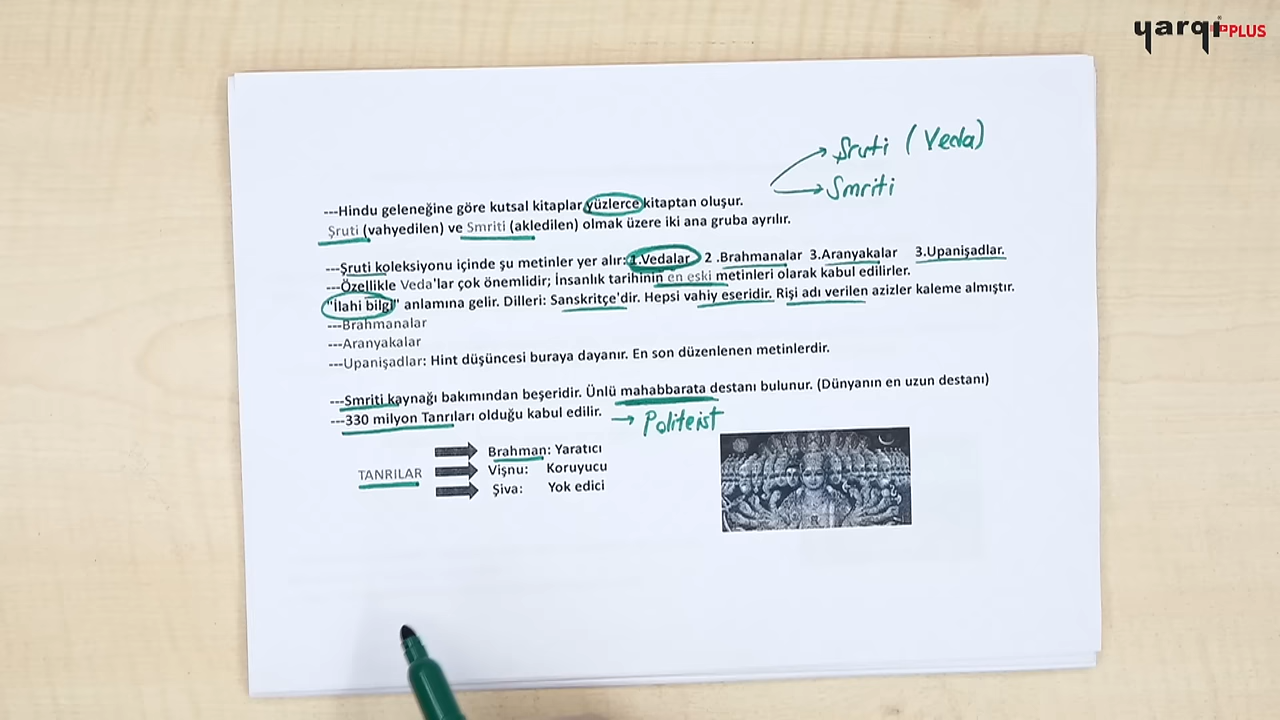 yarqi PLUS
Şruti (Veda)
Smriti
---Hindu geleneğine göre kutsal kitaplar yüzlerce kitaptan oluşur.
Şruti (vahyedilen) ve Smriti (akledilen) olmak üzere iki ana gruba ayrılır.
---Şruti koleksiyonu içinde şu metinler yer alır: 1.Vedalar 2 .Brahmanalar 3.Aranyakalar 3.Upanişadlar.
---Özellikle Veda'lar çok önemlidir; İnsanlık tarihinin en eski metinleri olarak kabul edilirler.
"ilahi bilgi" anlamına gelir. Dilleri: Sanskritçe'dir. Hepsi vahiy eseridir. Rişi adı verilen azizler kaleme almıştır.
---Brahmanalar
---Aranyakalar
---Upanişadlar: Hint düşüncesi buraya dayanır. En son düzenlenen metinlerdir.
---Smriti kaynağı bakımından beşeridir. Ünlü mahabbarata destanı bulunur. (Dünyanın en uzun destanı)
---330 milyon Tanrıları olduğu kabul edilir. → Politeist
TANRILAR
Brahman: Yaratıcı
Vişnu: Koruyucu
Şiva: Yok edici